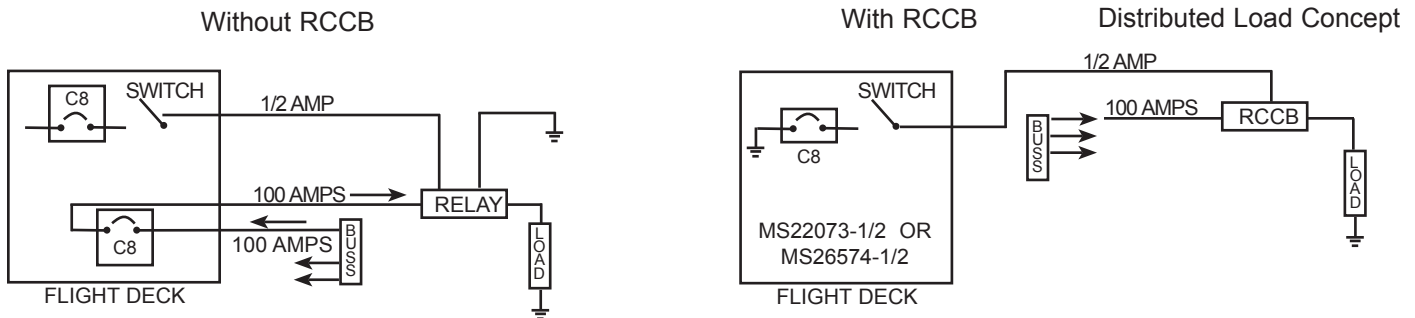 Without RCCB
C8
SWITCH
1/2 AMP
100 AMPS
RELAY
C8
100 AMPS
BUSS
LOAD
FLIGHT DECK
With RCCB
Distributed Load Concept
1/2 AMP
SWITCH
C8
BUSS
100 AMPS
RCCB
LOAD
MS22073-1/2 OR
MS26574-1/2
FLIGHT DECK